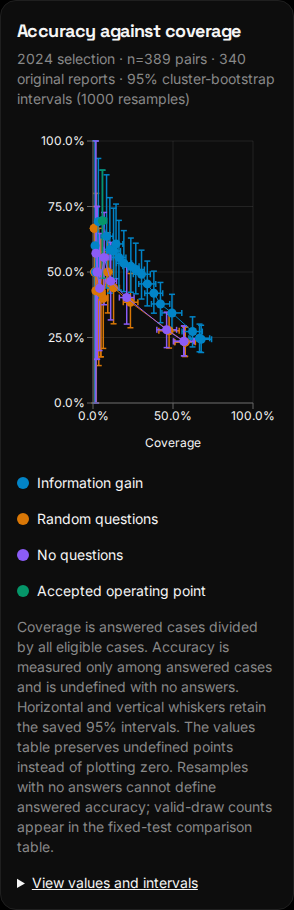 Accuracy against coverage
2024 selection · n=389 pairs · 340
original reports · 95% cluster-bootstrap
intervals (1000 resamples)
100.0%
75.0%
50.0%
25.0%
0.0%
0.0%
50.0%
100.0%
Coverage
Information gain
Random questions
No questions
Accepted operating point
Coverage is answered cases divided
by all eligible cases. Accuracy is
measured only among answered cases
and is undefined with no answers.
Horizontal and vertical whiskers retain
the saved 95% intervals. The values
table preserves undefined points
instead of plotting zero. Resamples
with no answers cannot define
answered accuracy; valid-draw counts
appear in the fixed-test comparison
table.
View values and intervals